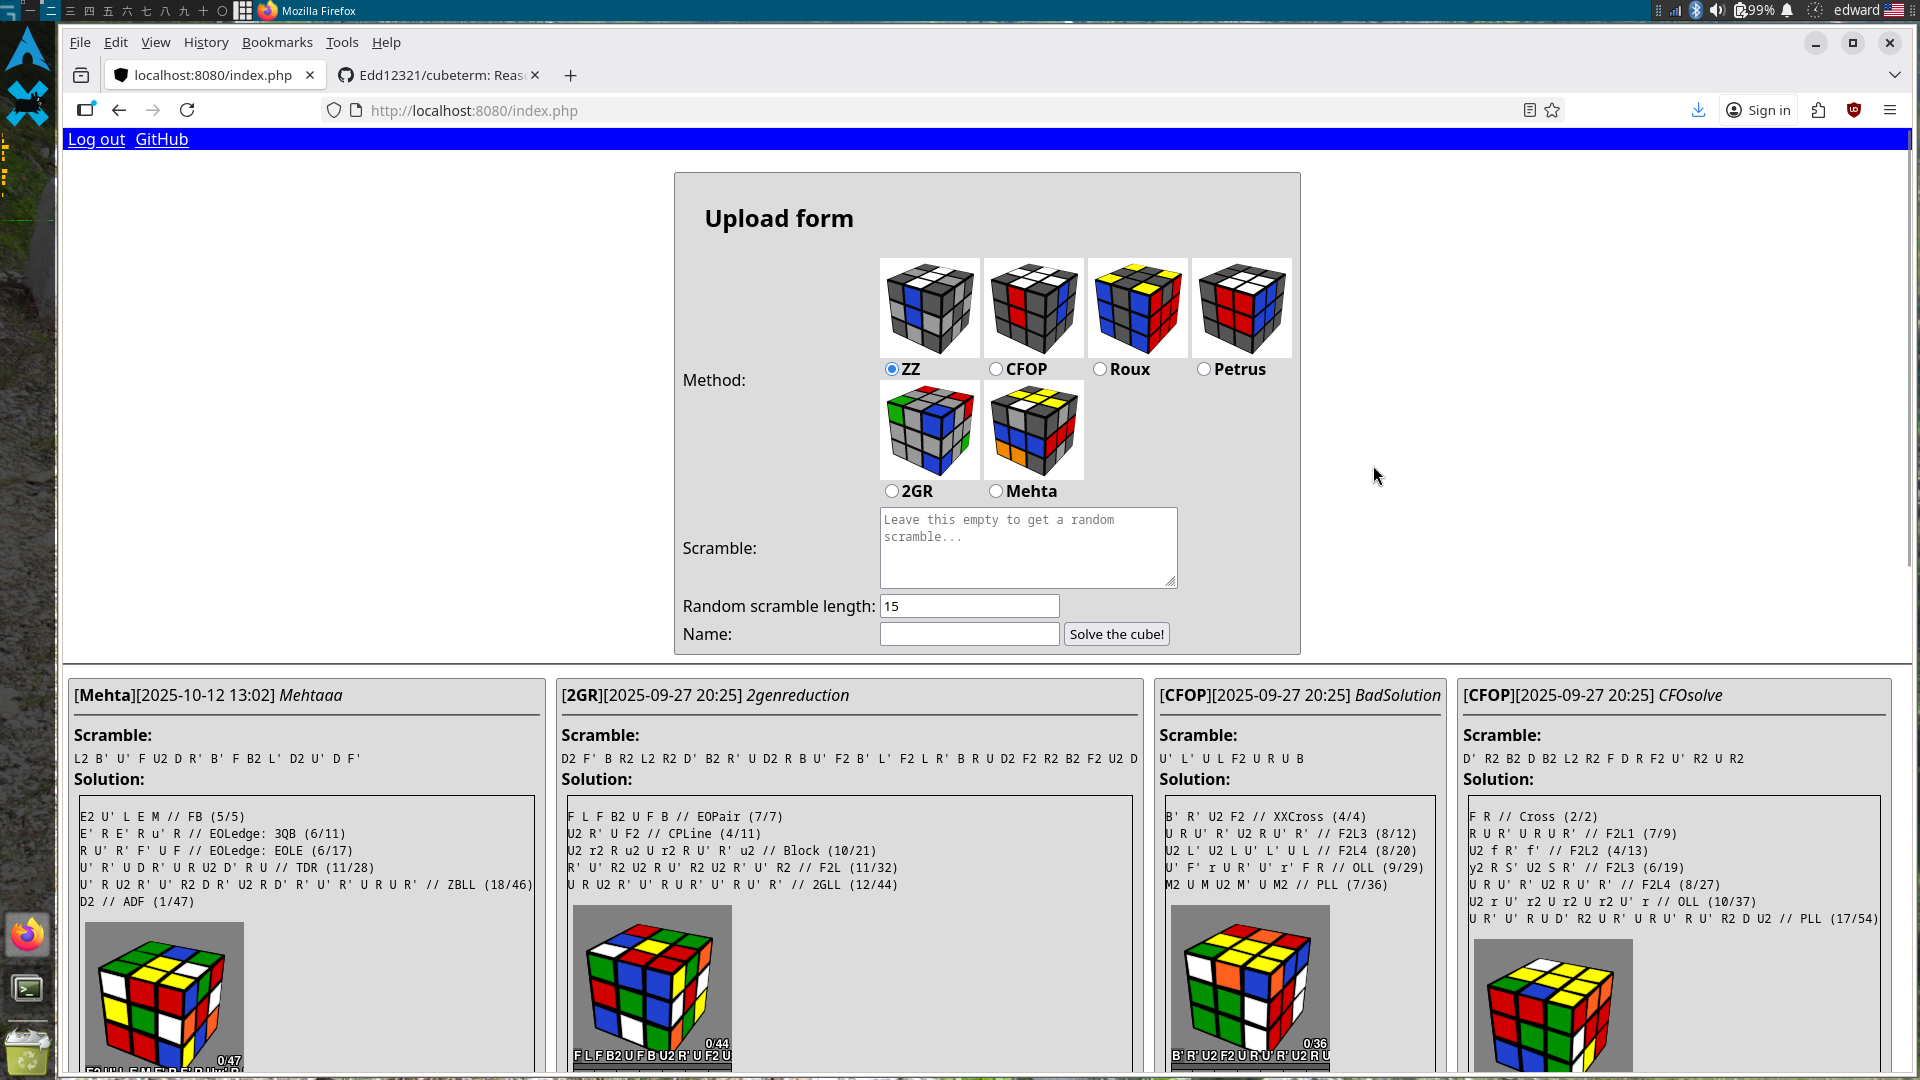 一 二 三 四 五 六 七 八 九 十 Mozilla Firefox
99% edward
File Edit View History Bookmarks Tools Help
localhost:8080/index.php
Edd12321/cubeterm: Reas
http://localhost:8080/index.php
Sign in
Log out GitHub
Upload form
Method:
ZZ CFOP Roux Petrus
2GR Mehta
Scramble:
Leave this empty to get a random
scramble...
Random scramble length: 15
Name: Solve the cube!
[Mehta][2025-10-12 13:02] Mehtaaa
Scramble:
L2 B' U' F U2 D R' B' F B2 L' D2 U' D F'
Solution:
E2 U' L E M // FB (5/5)
E' R E' R u' R // EOLedge: 3QB (6/11)
R U' R' F' U F // EOLedge: EOLE (6/17)
U' R' U D R' U R U2 D' R U // TDR (11/28)
U' R U2 R' U' R2 D R' U2 R D' R' U' R' U R U R' // ZBLL (18/46)
D2 // ADF (1/47)
0/47
[2GR][2025-09-27 20:25] 2genreduction
Scramble:
D2 F' B R2 L2 R2 D' B2 R' U D2 R B U' F2 B' L' F2 L R' B R U D2 F2 R2 B2 F2 U2 D
Solution:
F L F B2 U F B // EOPair (7/7)
U2 R' U F2 // CPLine (4/11)
U2 r2 R u2 U r2 R U' R' u2 // Block (10/21)
R' U' R2 U2 R U' R2 U2 R' U' R2 // F2L (11/32)
U R U2 R' U' R U R' U' R U' R' // 2GLL (12/44)
0/44
F L F B2 U F B U2 R' U F2 U
[CFOP][2025-09-27 20:25] BadSolution
Scramble:
U' L' U L F2 U R U B
Solution:
B' R' U2 F2 // XXCross (4/4)
U R U' R' U2 R U' R' // F2L3 (8/12)
U2 L' U2 L U' L' U L // F2L4 (8/20)
U' F' r U R' U' r' F R // OLL (9/29)
M2 U M U2 M' U M2 // PLL (7/36)
0/36
B' R' U2 F2 U R U' R' U2 R U
[CFOP][2025-09-27 20:25] CFOsolve
Scramble:
D' R2 B2 D B2 L2 R2 F D R F2 U' R2 U R2
Solution:
F R // Cross (2/2)
R U R' U R U R' // F2L1 (7/9)
U2 f R' f' // F2L2 (4/13)
y2 R S' U2 S R' // F2L3 (6/19)
U R U' R' U2 R U' R' // F2L4 (8/27)
U2 r U' r2 U r2 U r2 U' r // OLL (10/37)
U R' U' R U D' R2 U R' U R U' R U' R2 D U2 // PLL (17/54)